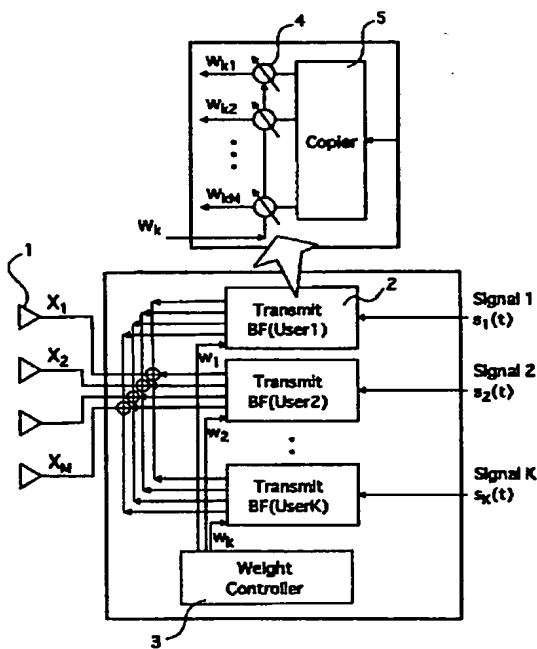 4
5
Wk1
Wk2
WkM
Wk
Copier
1
X1
X2
XM
2
Transmit
BF(User1)
Signal 1
s1(t)
w1
Transmit
BF(User2)
Signal 2
s2(t)
w2
Transmit
BF(UserK)
Signal K
sK(t)
wk
Weight
Controller
3